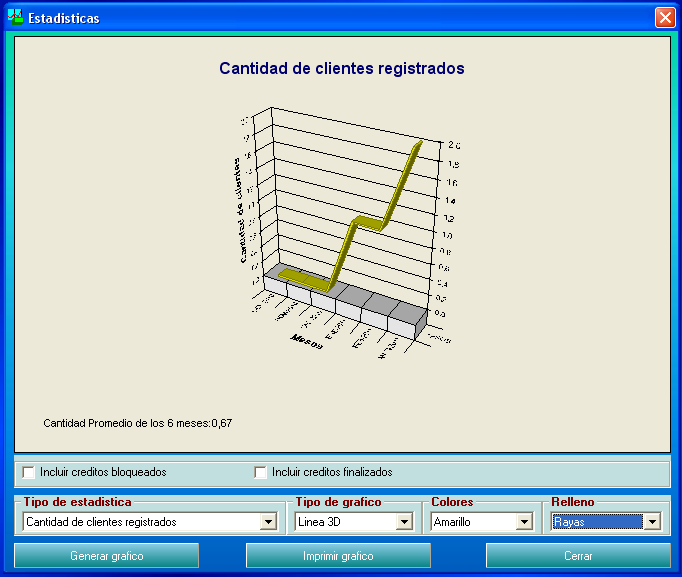 Estadisticas
Cantidad de clientes registrados
2,0
1,8
1,6
1,4
1,2
1,0
0,8
0,6
0,4
0,2
0,0
Cantidad de clientes
Meses
Cantidad Promedio de los 6 meses:0,67
Incluir creditos bloqueados
Incluir creditos finalizados
Tipo de estadistica
Tipo de grafico
Colores
Relleno
Cantidad de clientes registrados
Linea 3D
Amarillo
Rayas
Generar grafico
Imprimir grafico
Cerrar